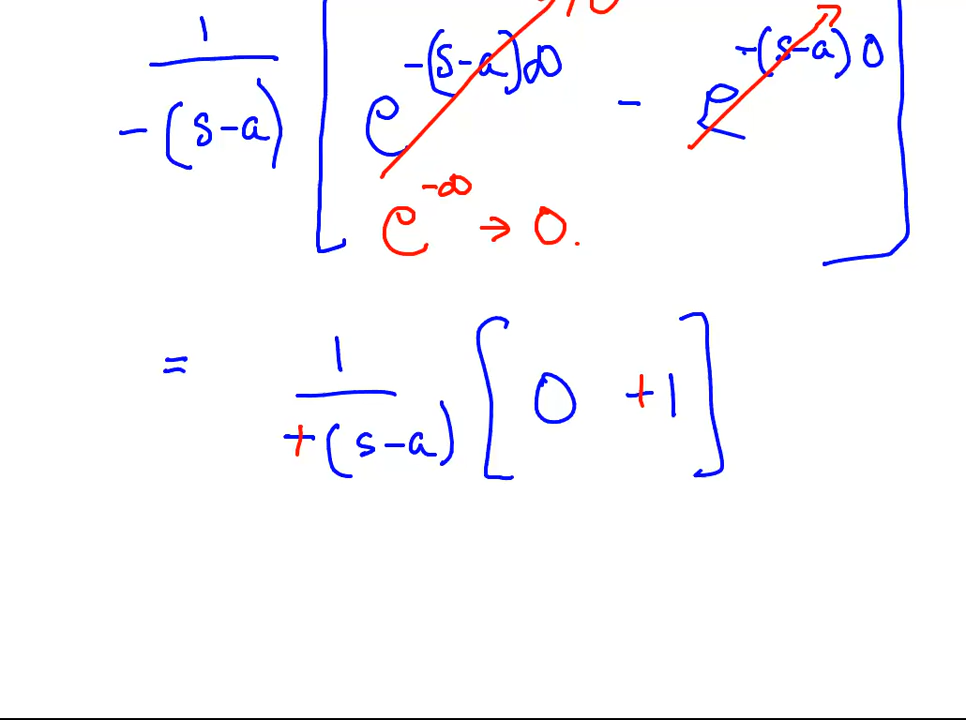 1/-(s-a) [ e^{-(s-a)∞} - e^{-(s-a)0} ]
e^{-∞} → 0.
= 1/+(s-a) [ 0 +1 ]